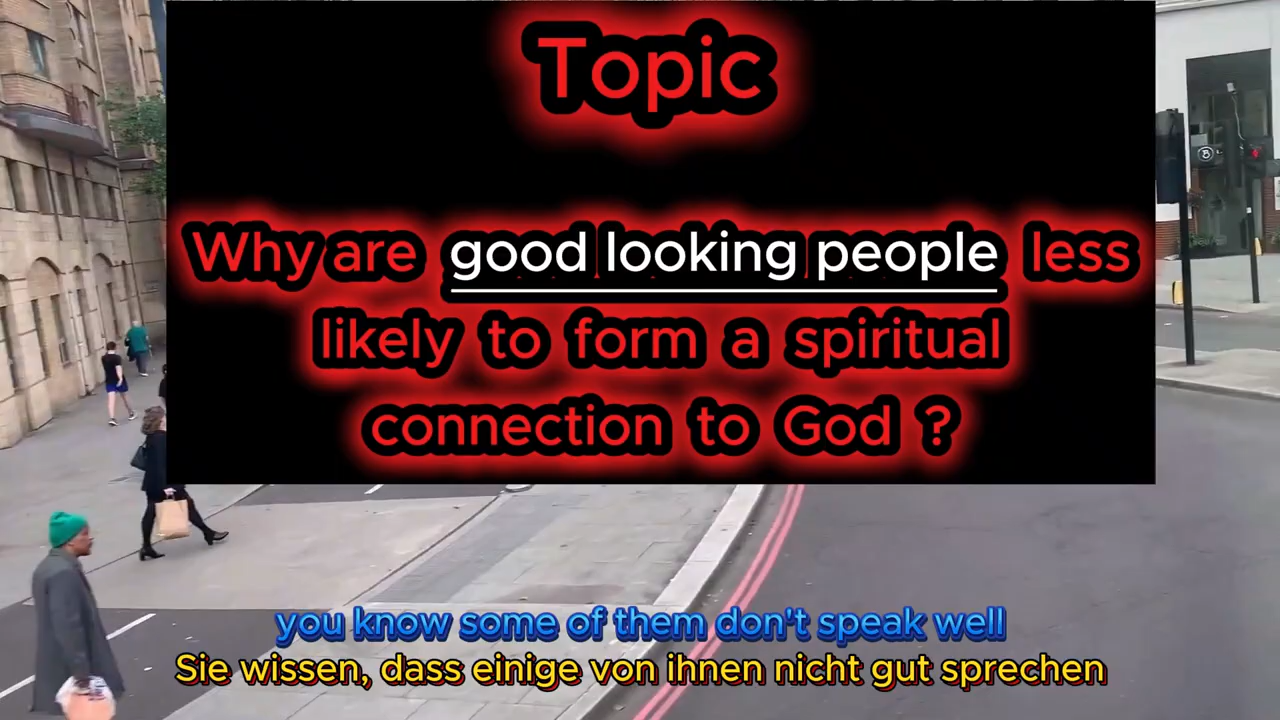 Topic
Why are good looking people less
likely to form a spiritual
connection to God ?
you know some of them don't speak well
Sie wissen, dass einige von ihnen nicht gut sprechen